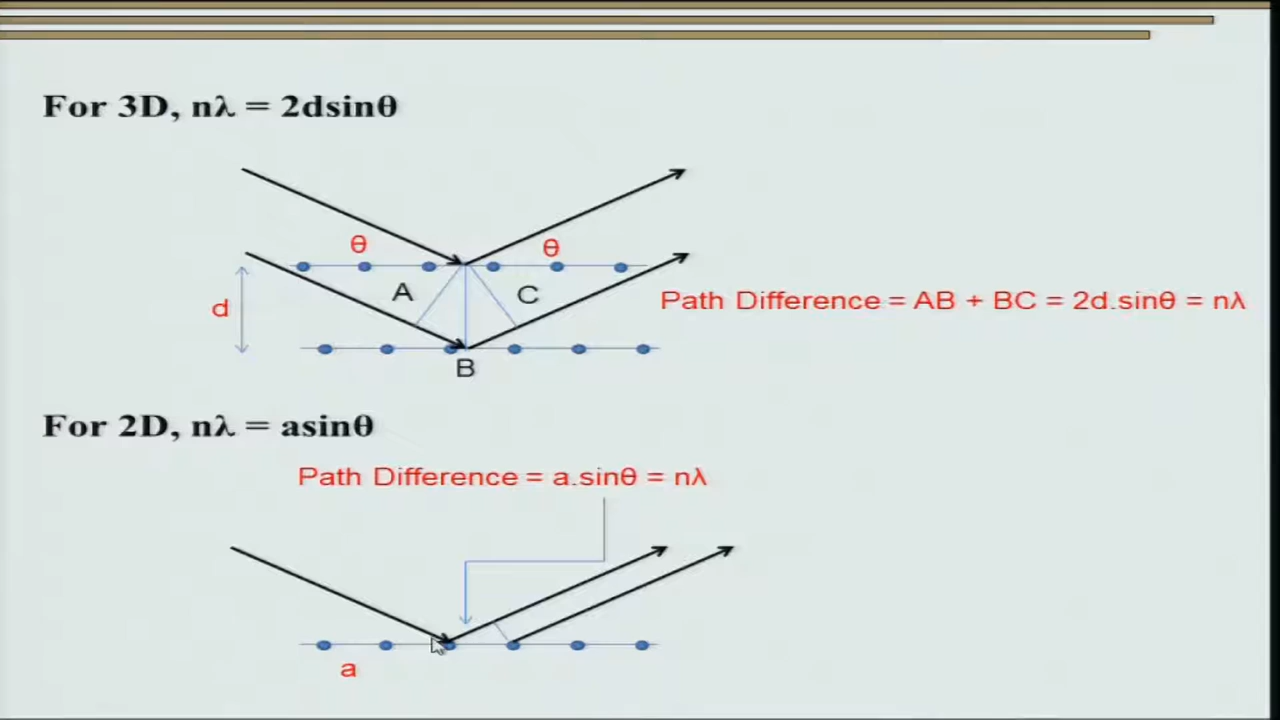 For 3D, nλ = 2dsinθ
θ
θ
A
C
d
Path Difference = AB + BC = 2d.sinθ = nλ
B
For 2D, nλ = asinθ
Path Difference = a.sinθ = nλ
a